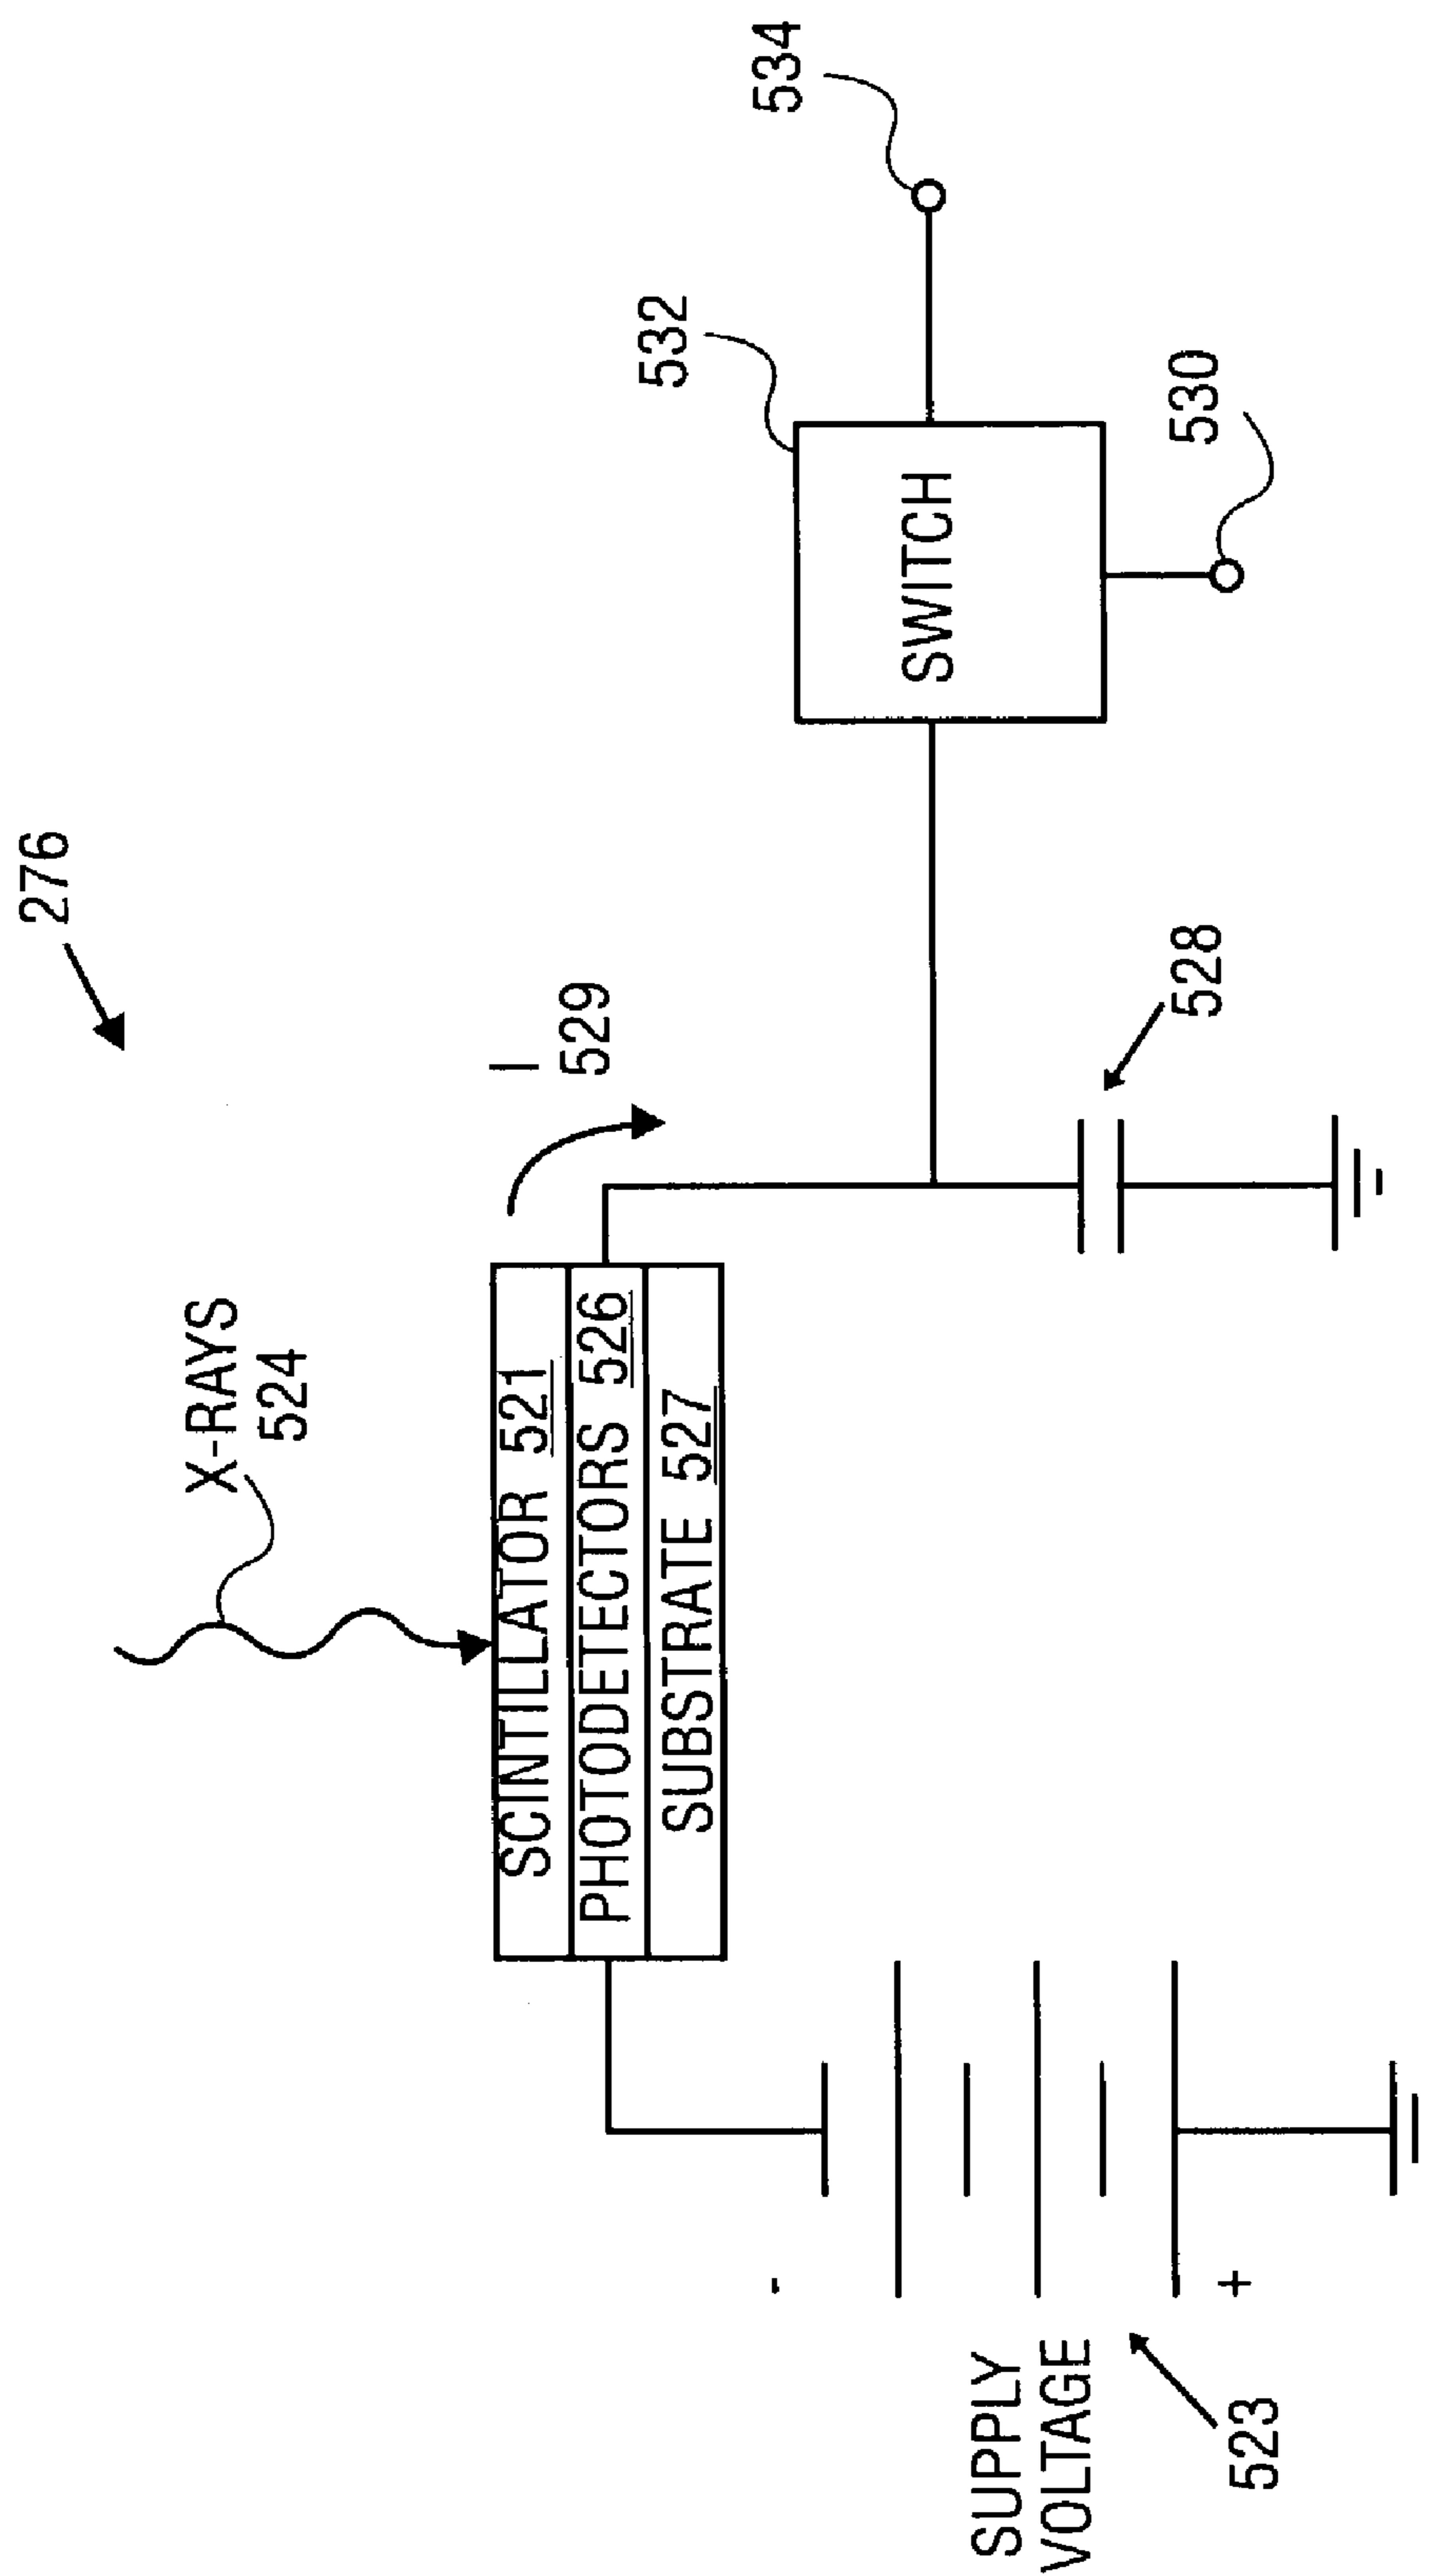 276
X-RAYS
524
I
529
SCINTILLATOR 521
PHOTODETECTORS 526
SUBSTRATE 527
532
534
SWITCH
530
528
-
SUPPLY
VOLTAGE
+
523